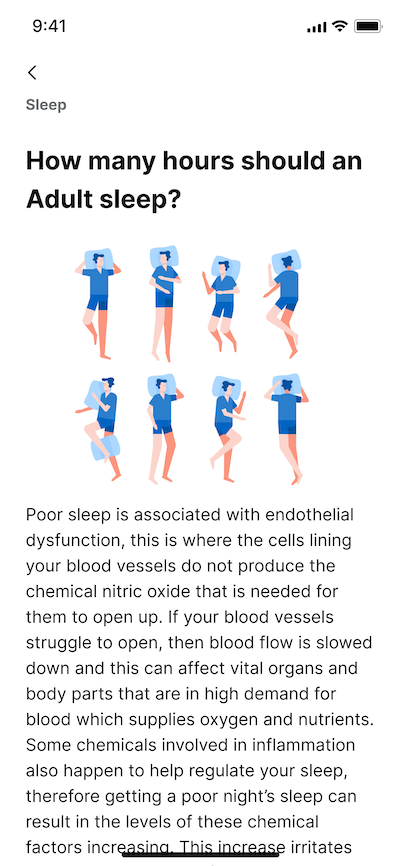 9:41
Sleep
How many hours should an
Adult sleep?
Poor sleep is associated with endothelial
dysfunction, this is where the cells lining
your blood vessels do not produce the
chemical nitric oxide that is needed for
them to open up. If your blood vessels
struggle to open, then blood flow is slowed
down and this can affect vital organs and
body parts that are in high demand for
blood which supplies oxygen and nutrients.
Some chemicals involved in inflammation
also happen to help regulate your sleep,
therefore getting a poor night’s sleep can
result in the levels of these chemical
factors increasing. This increase irritates